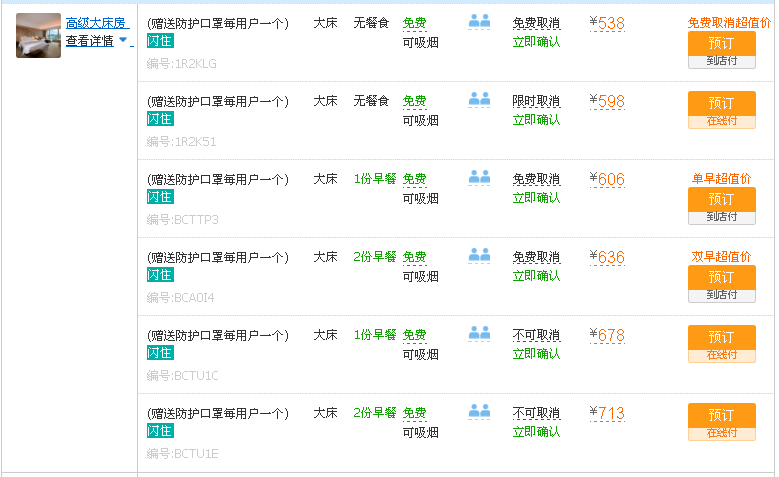 高级大床房
查看详情
(赠送防护口罩每用户一个) 大床 无餐食 免费 免费取消 ¥538 免费取消超值价
闪住 可吸烟 立即确认 预订
编号:1R2KLG 到店付
(赠送防护口罩每用户一个) 大床 无餐食 免费 限时取消 ¥598 预订
闪住 可吸烟 立即确认 在线付
编号:1R2K51
(赠送防护口罩每用户一个) 大床 1份早餐 免费 免费取消 ¥606 单早超值价
闪住 可吸烟 立即确认 预订
编号:BCTTP3 到店付
(赠送防护口罩每用户一个) 大床 2份早餐 免费 免费取消 ¥636 双早超值价
闪住 可吸烟 立即确认 预订
编号:BCA0I4 到店付
(赠送防护口罩每用户一个) 大床 1份早餐 免费 不可取消 ¥678 预订
闪住 可吸烟 立即确认 在线付
编号:BCTU1C
(赠送防护口罩每用户一个) 大床 2份早餐 免费 不可取消 ¥713 预订
闪住 可吸烟 立即确认 在线付
编号:BCTU1E